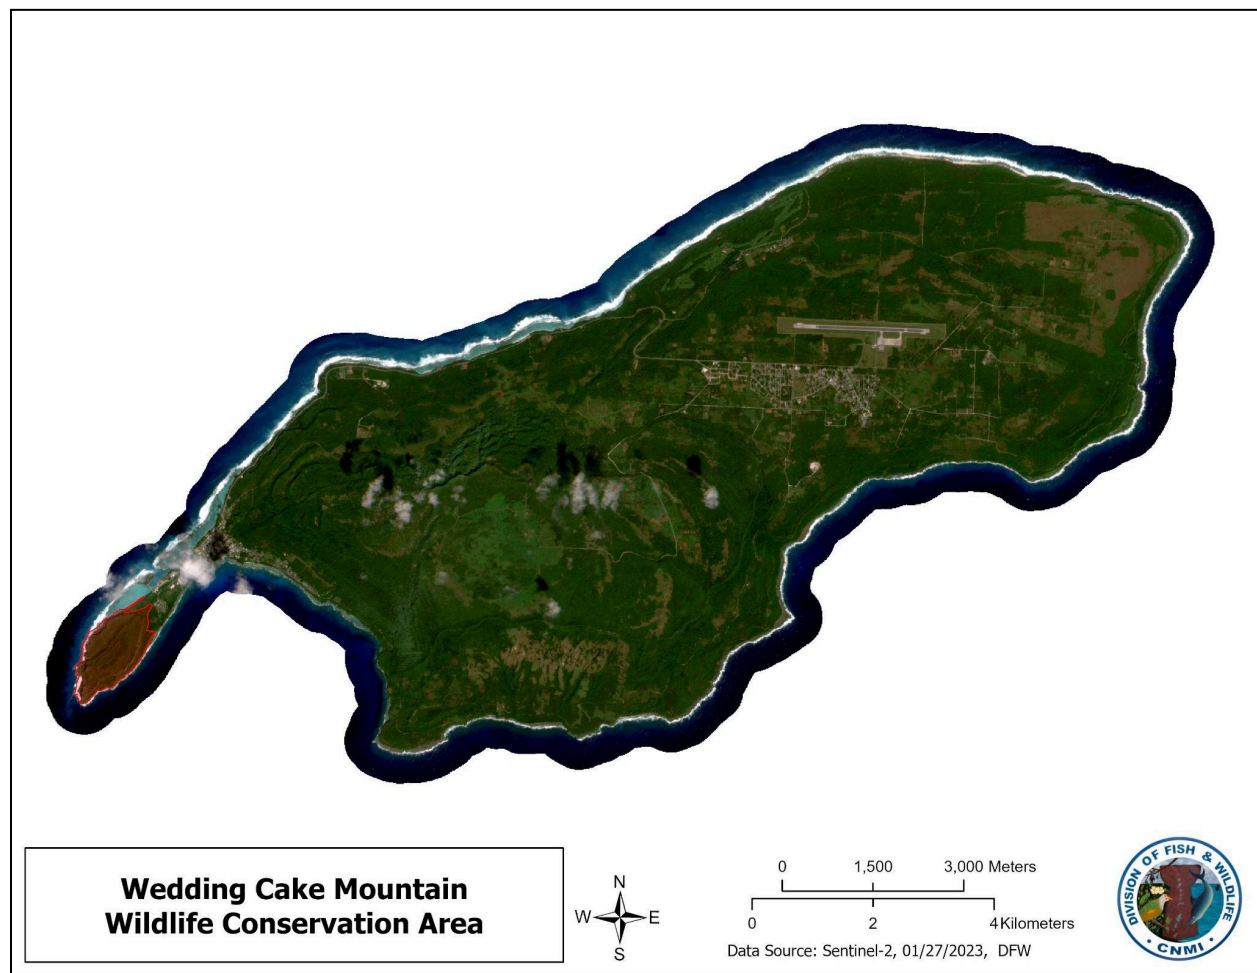 Wedding Cake Mountain
Wildlife Conservation Area
N
W E
S
0 1,500 3,000 Meters
0 2 4 Kilometers
Data Source: Sentinel-2, 01/27/2023, DFW
DIVISION OF FISH & WILDLIFE
· CNMI ·